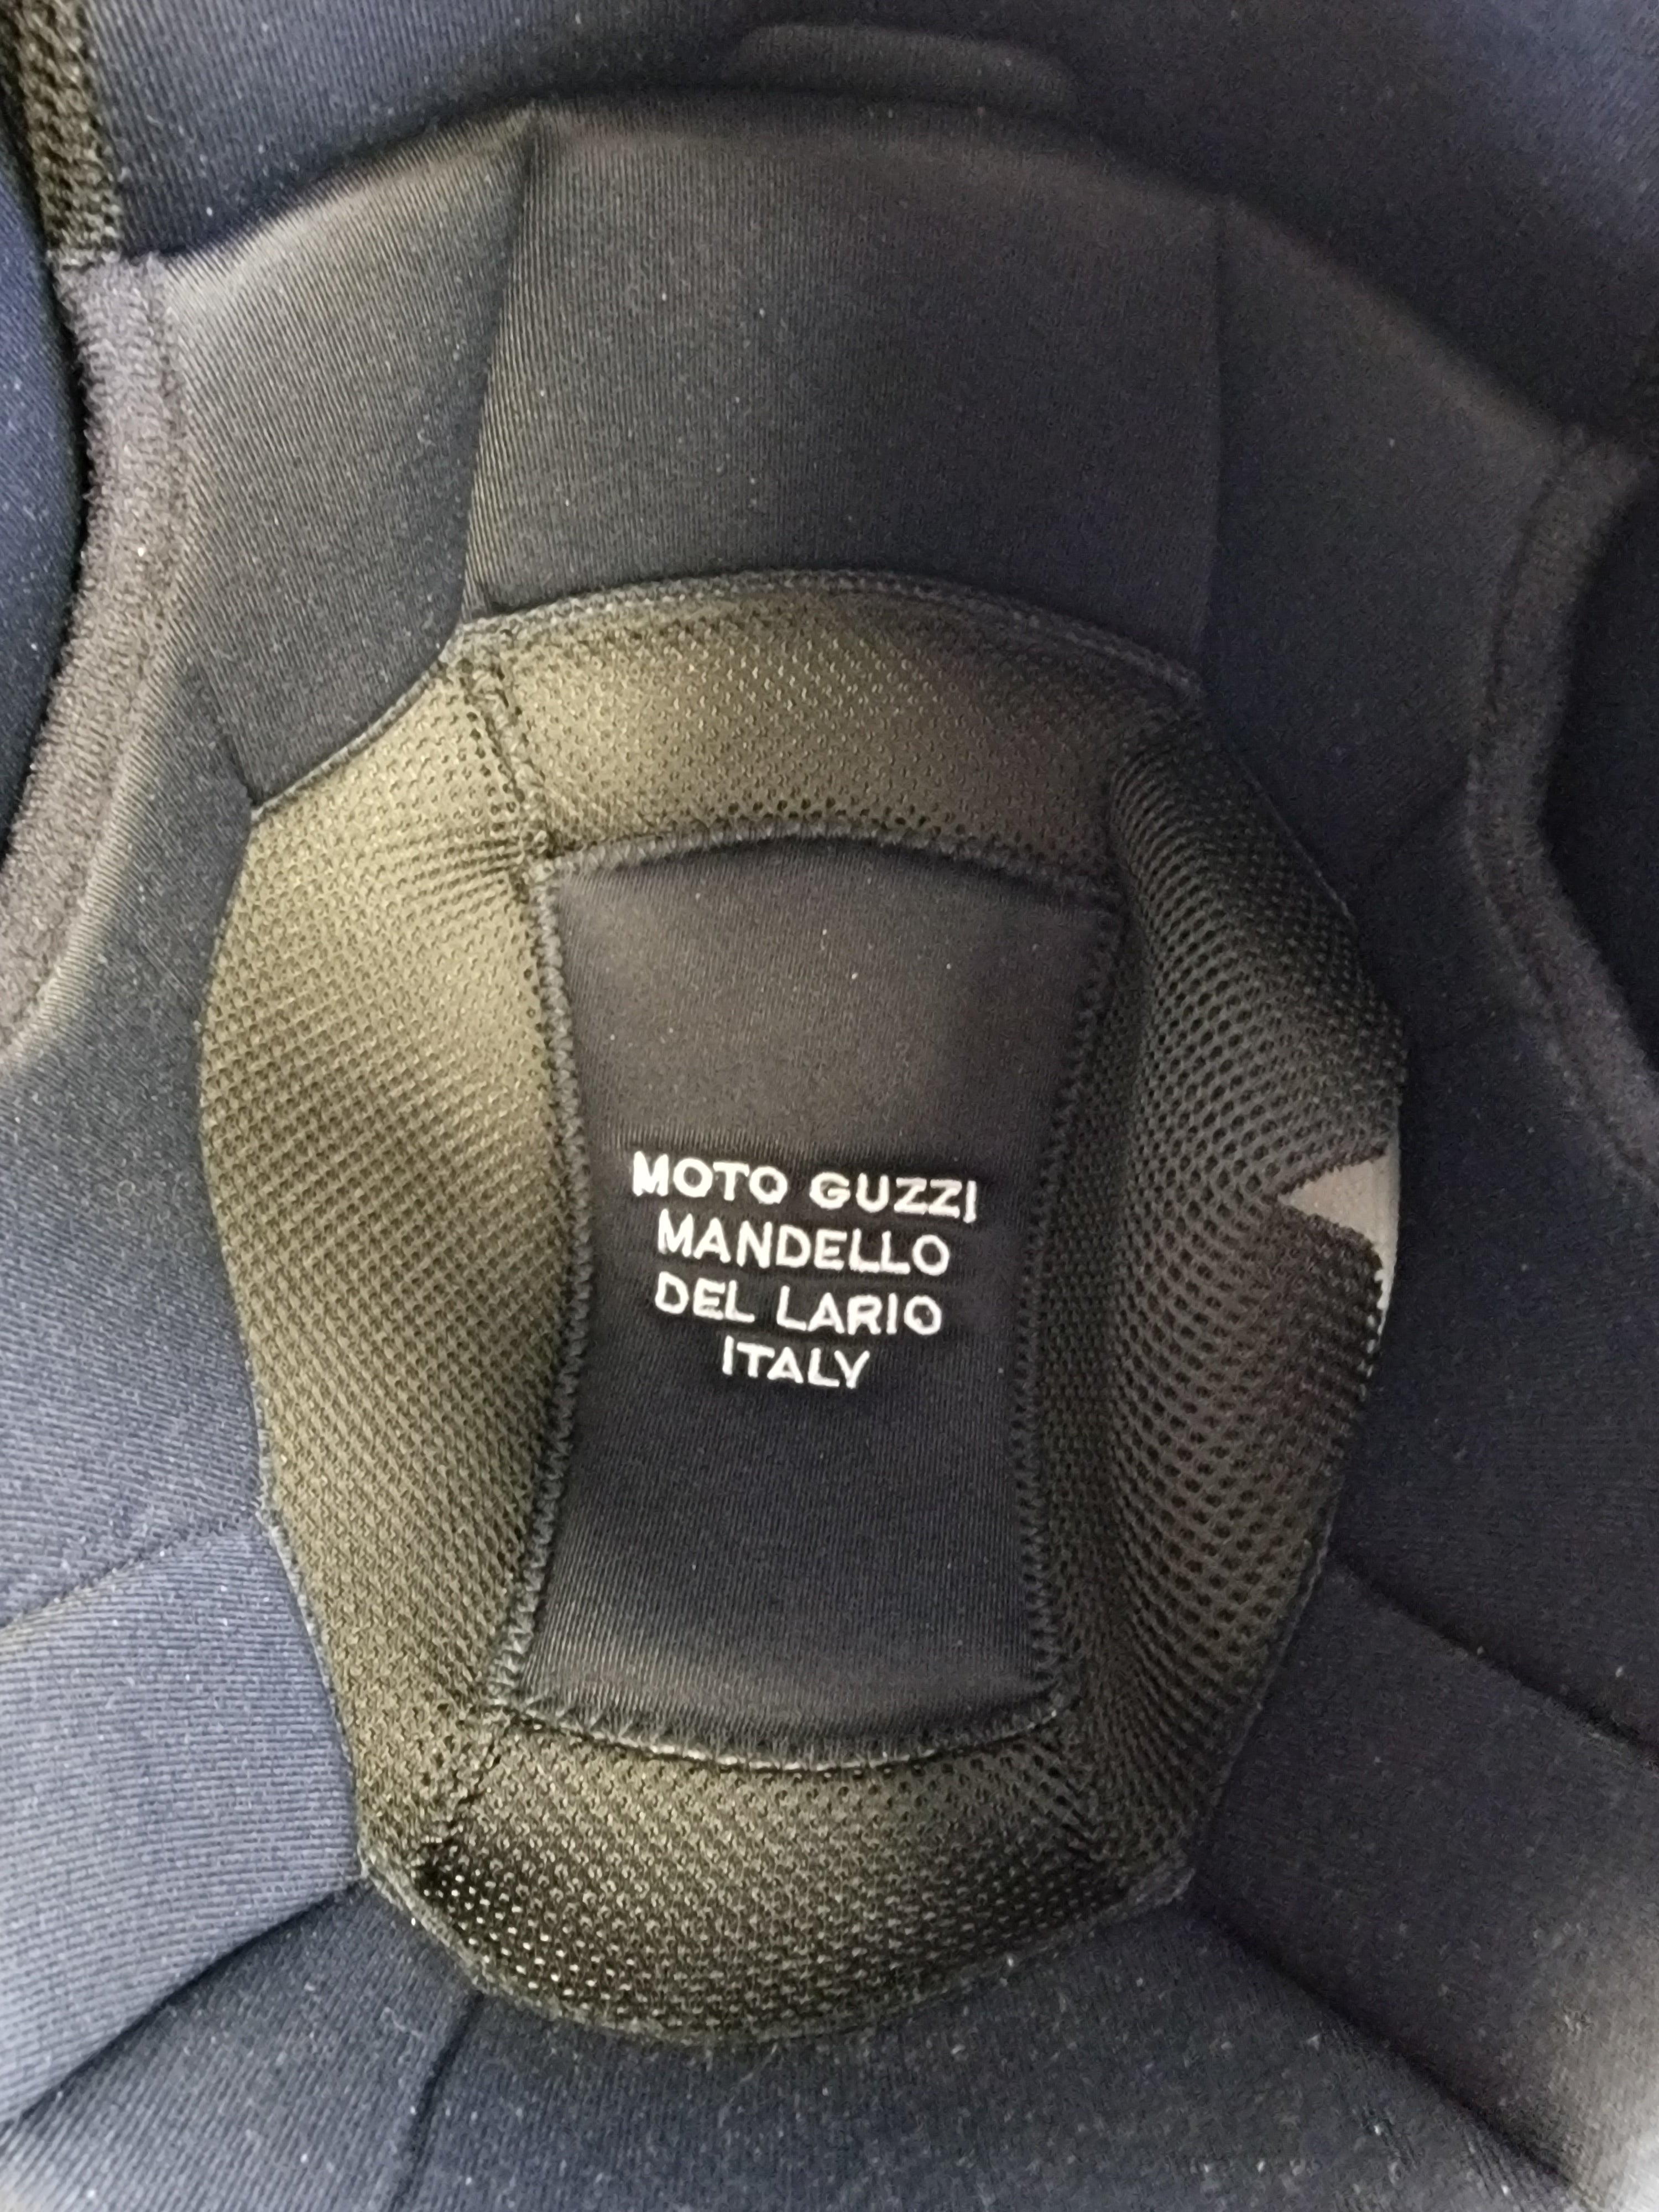 MOTO GUZZI
MANDELLO
DEL LARIO
ITALY